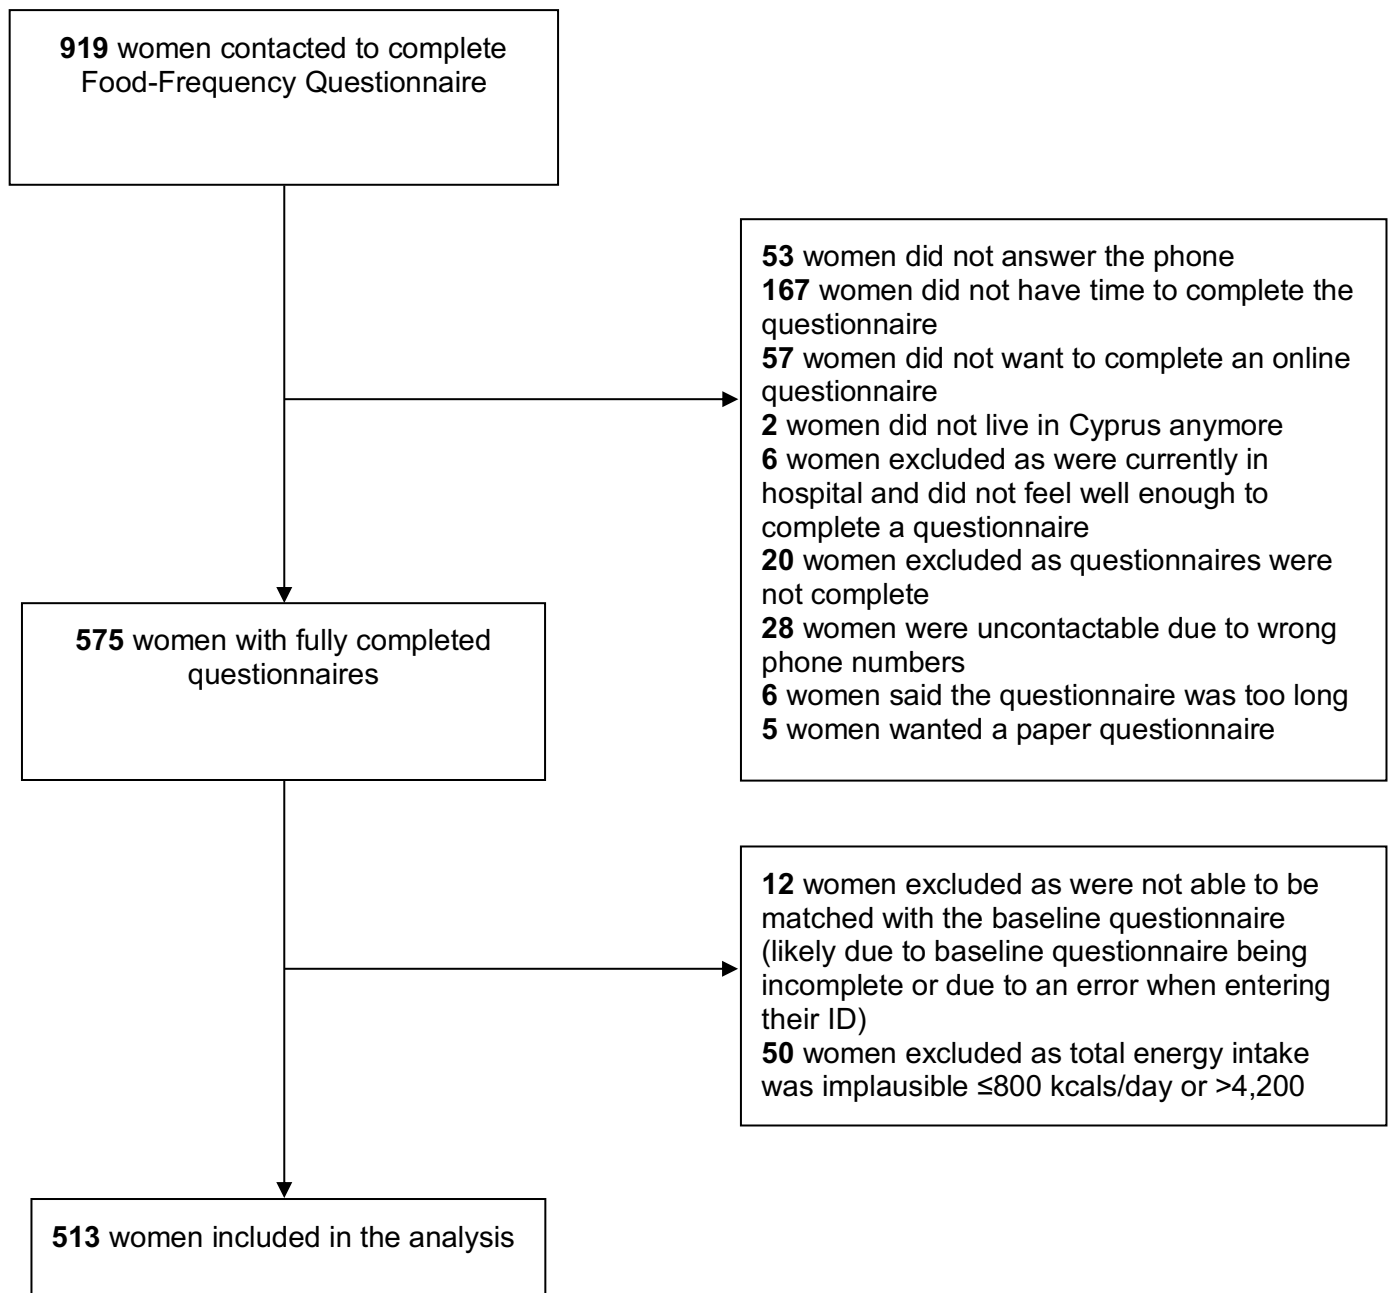 919 women contacted to complete
Food-Frequency Questionnaire
53 women did not answer the phone
167 women did not have time to complete the
questionnaire
57 women did not want to complete an online
questionnaire
2 women did not live in Cyprus anymore
6 women excluded as were currently in
hospital and did not feel well enough to
complete a questionnaire
20 women excluded as questionnaires were
not complete
28 women were uncontactable due to wrong
phone numbers
6 women said the questionnaire was too long
5 women wanted a paper questionnaire
575 women with fully completed
questionnaires
12 women excluded as were not able to be
matched with the baseline questionnaire
(likely due to baseline questionnaire being
incomplete or due to an error when entering
their ID)
50 women excluded as total energy intake
was implausible ≤800 kcals/day or >4,200
513 women included in the analysis